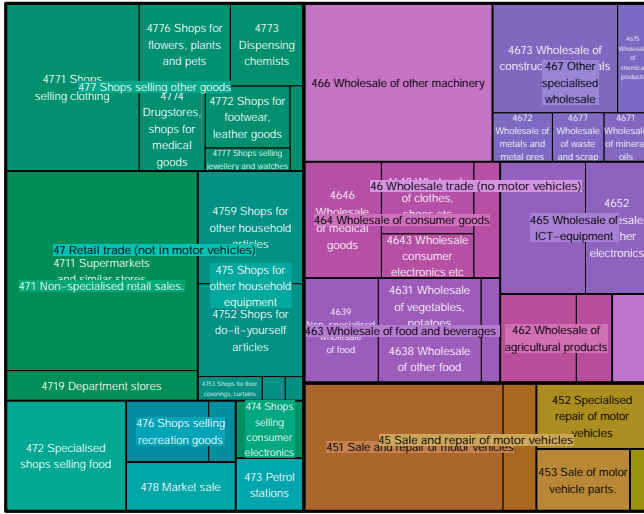 4771 Shops
selling clothing
4776 Shops for
flowers, plants
and pets
4773
Dispensing
chemists
477 Shops selling other goods
4774
Drugstores,
shops for
medical
goods
4772 Shops for
footwear,
leather goods
4777 Shops selling
jewellery and watches
47 Retail trade (not in motor vehicles)
4711 Supermarkets
and similar stores
471 Non-specialised retail sales.
4759 Shops for
other household
articles
475 Shops for
other household
equipment
4752 Shops for
do-it-yourself
articles
4719 Department stores
4753 Shops for floor
coverings, curtains
472 Specialised
shops selling food
476 Shops selling
recreation goods
474 Shops
selling
consumer
electronics
478 Market sale
473 Petrol
stations
466 Wholesale of other machinery
4673 Wholesale of
467 Other
specialised
wholesale
4675
Wholesale
of
chemical
products
4672
Wholesale of
metals and
metal ores
4677
Wholesale
of waste
and scrap
4671
Wholesale
of mineral
oils
46 Wholesale trade (no motor vehicles)
4646
Wholesale
of medical
goods
of clothes,
464 Wholesale of consumer goods
4643 Wholesale
consumer
electronics etc
465 Wholesale of
ICT-equipment
4652
electronics
4639
wholesale
of food
4631 Wholesale
of vegetables,
potatoes
463 Wholesale of food and beverages
4638 Wholesale
of other food
462 Wholesale of
agricultural products
45 Sale and repair of motor vehicles
451 Sale and repair of motor vehicles
452 Specialised
repair of motor
vehicles
453 Sale of motor
vehicle parts.